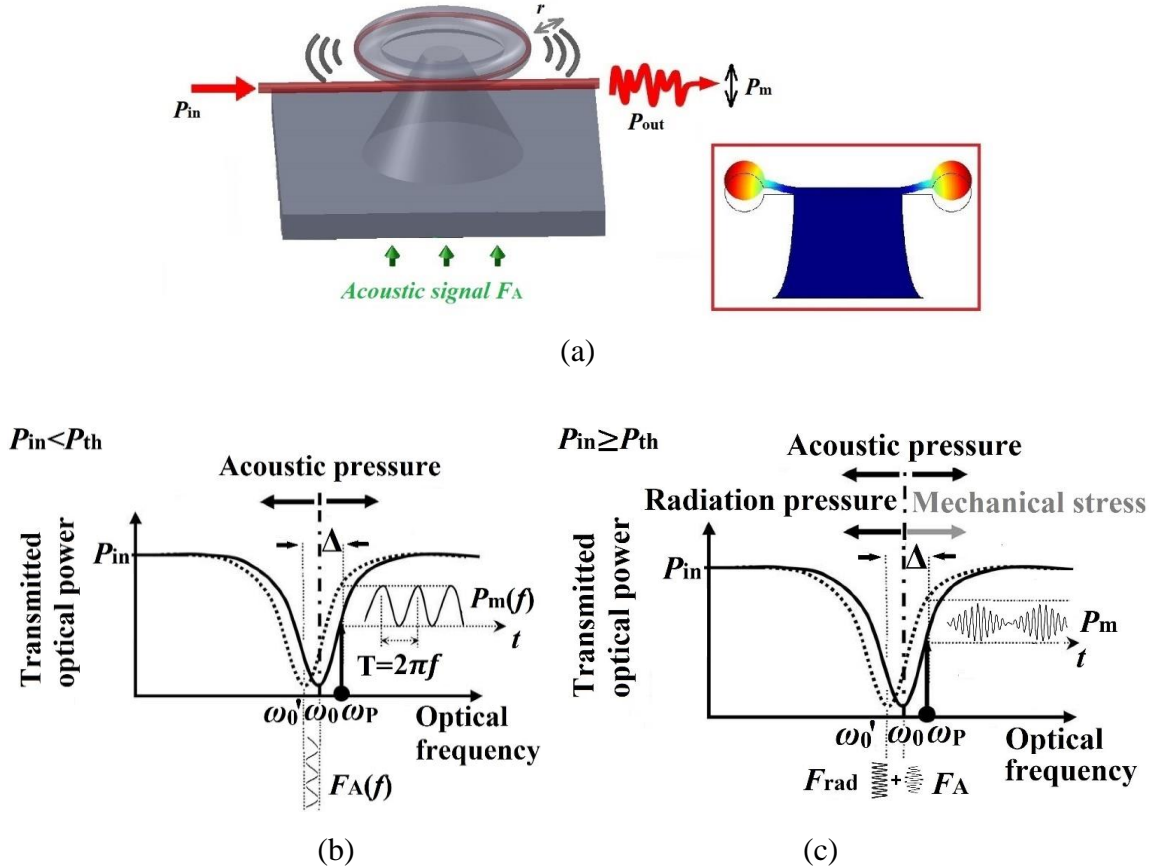 r
Pin
Pout
Pm
Acoustic signal FA
(a)
Pin<Pth
Acoustic pressure
Transmitted
optical power
Pin
Δ
Pm(f)
t
T=2πf
ω0' ω0 ωP
Optical
frequency
FA(f)
(b)
Pin≥Pth
Acoustic pressure
Radiation pressure
Mechanical stress
Transmitted
optical power
Pin
Δ
Pm
t
ω0' ω0 ωP
Optical
frequency
Frad + FA
(c)